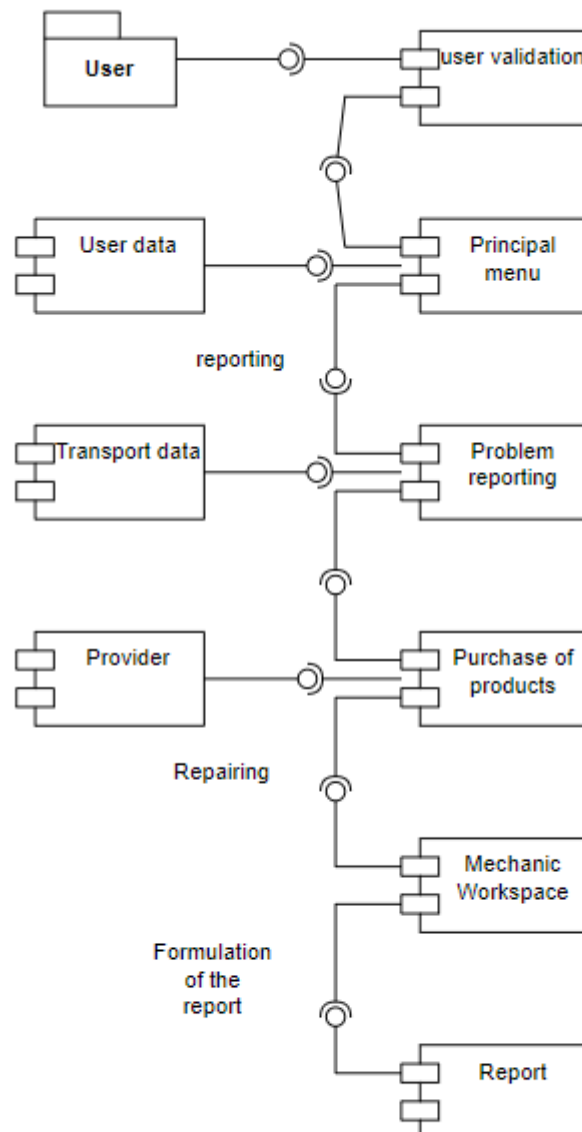 User
user validation
User data
Principal
menu
reporting
Transport data
Problem
reporting
Provider
Purchase of
products
Repairing
Mechanic
Workspace
Formulation
of the
report
Report